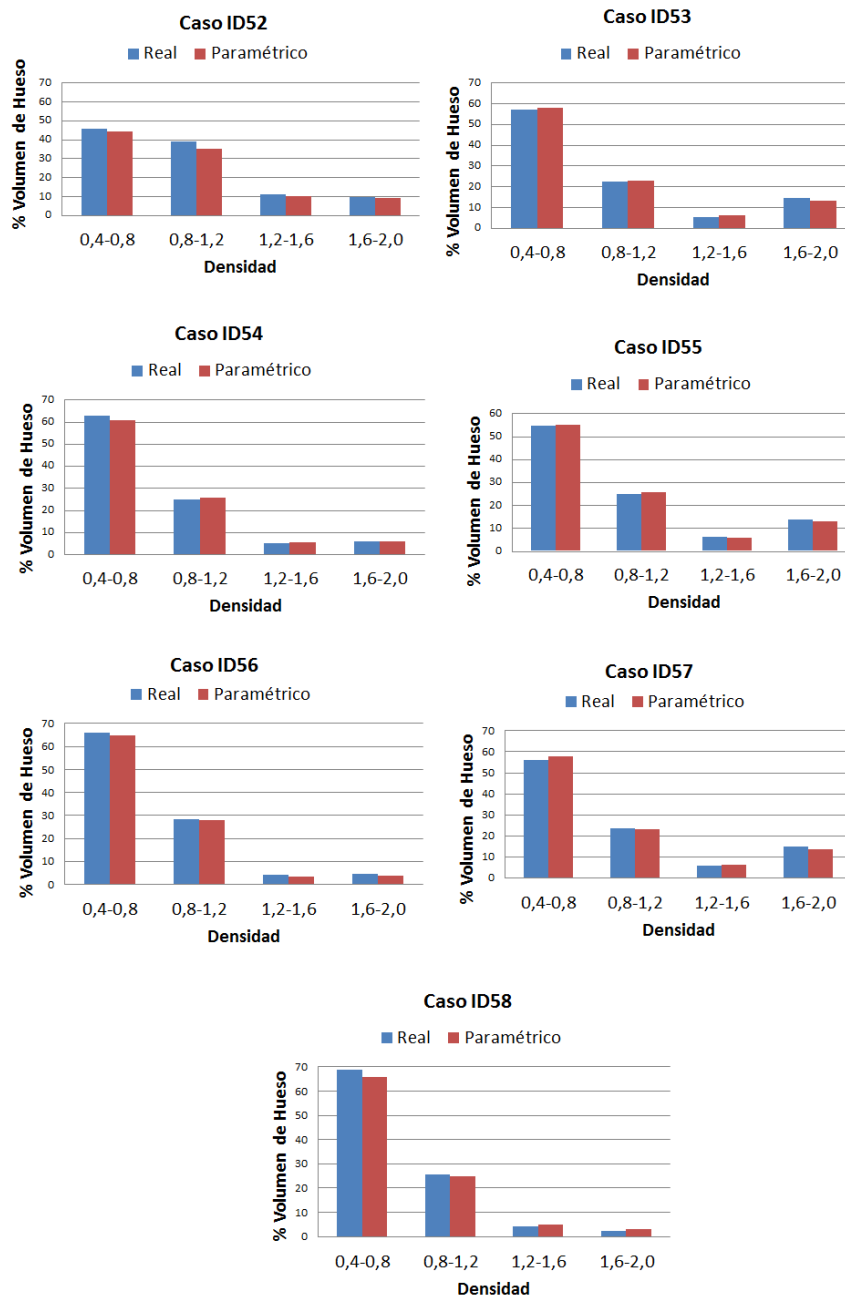 Caso ID52
Real Paramétrico
% Volumen de Hueso
70
60
50
40
30
20
10
0
0,4-0,8 0,8-1,2 1,2-1,6 1,6-2,0
Densidad
Caso ID53
Real Paramétrico
% Volumen de Hueso
70
60
50
40
30
20
10
0
0,4-0,8 0,8-1,2 1,2-1,6 1,6-2,0
Densidad
Caso ID54
Real Paramétrico
% Volumen de Hueso
70
60
50
40
30
20
10
0
0,4-0,8 0,8-1,2 1,2-1,6 1,6-2,0
Densidad
Caso ID55
Real Paramétrico
% Volumen de Hueso
60
50
40
30
20
10
0
0,4-0,8 0,8-1,2 1,2-1,6 1,6-2,0
Densidad
Caso ID56
Real Paramétrico
% Volumen de Hueso
70
60
50
40
30
20
10
0
0,4-0,8 0,8-1,2 1,2-1,6 1,6-2,0
Densidad
Caso ID57
Real Paramétrico
% Volumen de Hueso
70
60
50
40
30
20
10
0
0,4-0,8 0,8-1,2 1,2-1,6 1,6-2,0
Densidad
Caso ID58
Real Paramétrico
% Volumen de Hueso
70
60
50
40
30
20
10
0
0,4-0,8 0,8-1,2 1,2-1,6 1,6-2,0
Densidad